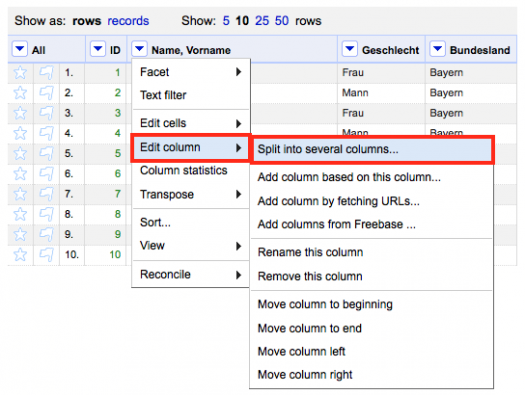 Show as: rows records Show: 5 10 25 50 rows
All ID Name, Vorname Geschlecht Bundesland
1. 1 Frau Bayern
2. 2 Mann Bayern
3. 3 Frau Bayern
4. 4 Mann Bayern
5. 5
6. 6
7. 7
8. 8
9. 9
10. 10
Facet
Text filter
Edit cells
Edit column
Column statistics
Transpose
Sort...
View
Reconcile
Split into several columns...
Add column based on this column...
Add column by fetching URLs...
Add columns from Freebase ...
Rename this column
Remove this column
Move column to beginning
Move column to end
Move column left
Move column right